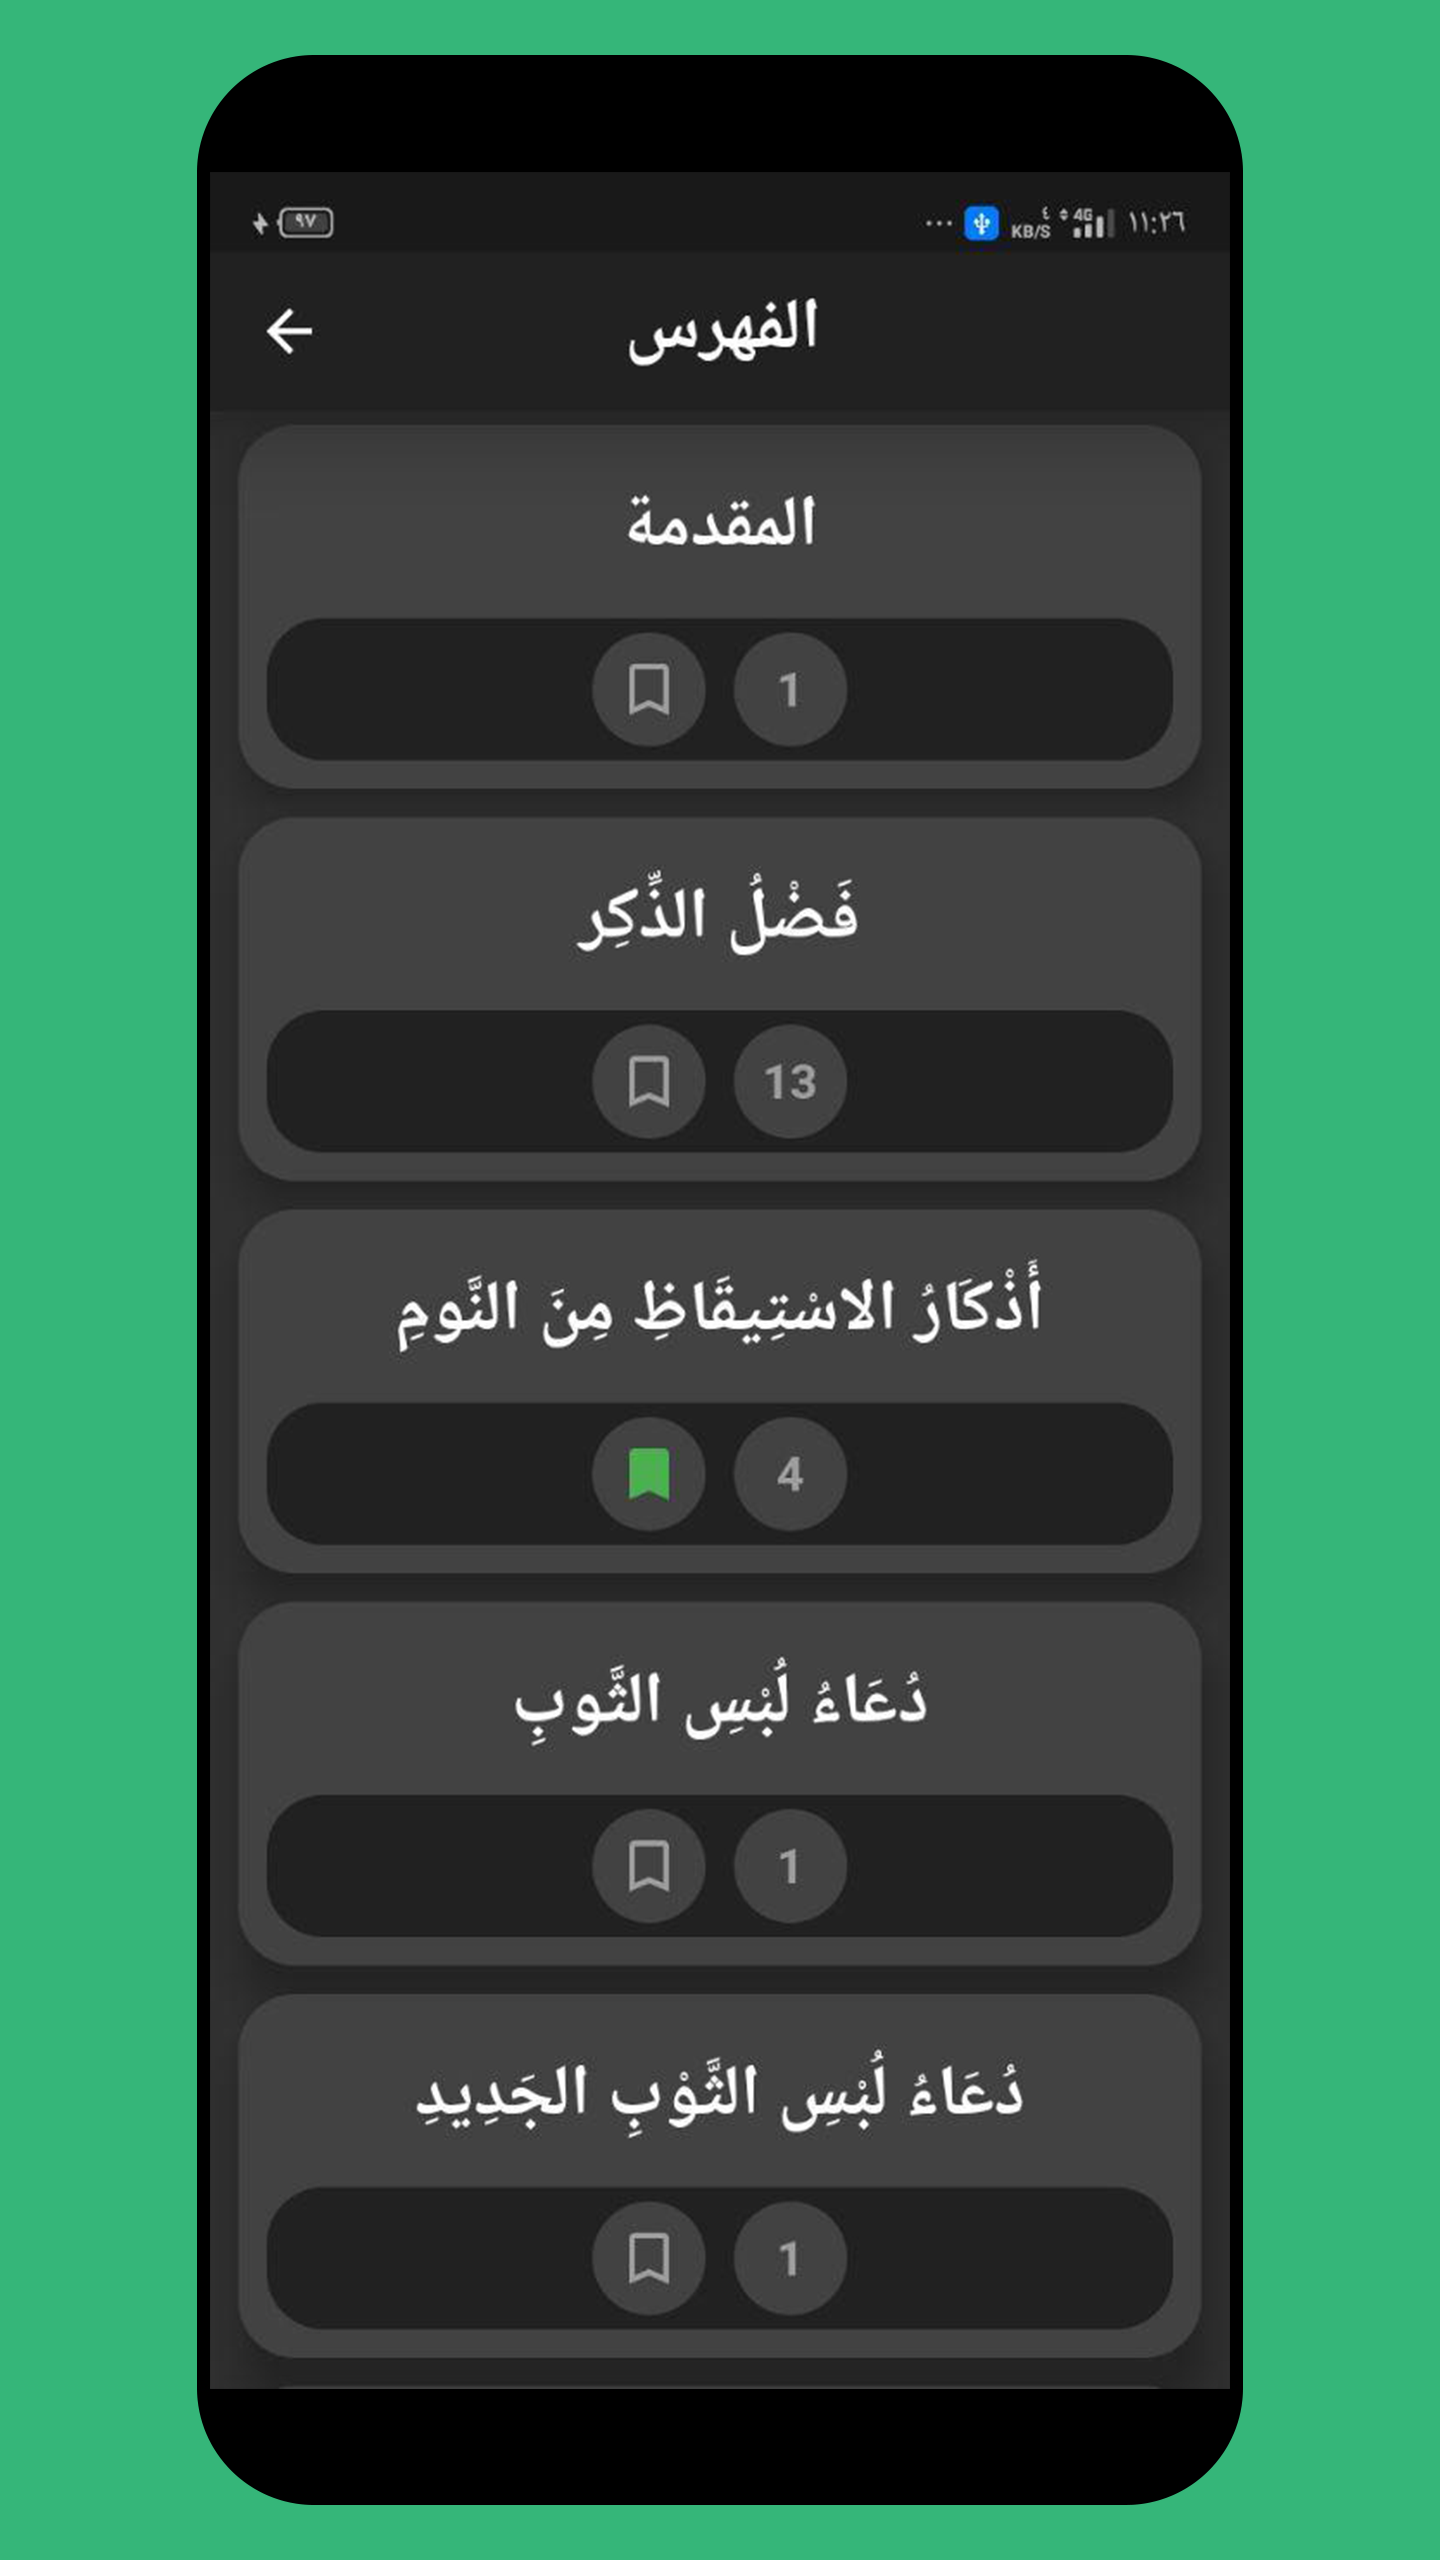 ١١:٢٦ 4G ٤ KB/S ... ٩٧
الفهرس
المقدمة
1
فَضْلُ الذِّكِر
13
أَذْكَارُ الاسْتِيقَاظِ مِنَ النَّومِ
4
دُعَاءُ لُبْسِ الثَّوبِ
1
دُعَاءُ لُبْسِ الثَّوْبِ الجَدِيدِ
1